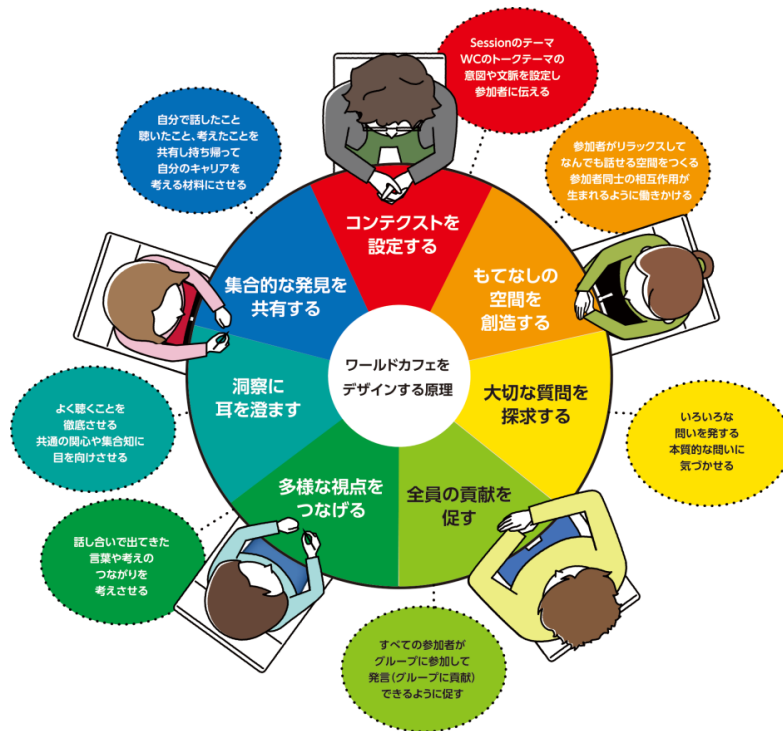 Sessionのテーマ
WCのトークテーマの
意図や文脈を設定し
参加者に伝える
自分で話したこと
聴いたこと、考えたことを
共有し持ち帰って
自分のキャリアを
考える材料にさせる
参加者がリラックスして
なんでも話せる空間をつくる
参加者同士の相互作用が
生まれるように働きかける
コンテクストを
設定する
集合的な発見を
共有する
もてなしの
空間を
創造する
ワールドカフェを
デザインする原理
洞察に
耳を澄ます
大切な質問を
探求する
よく聴くことを
徹底させる
共通の関心や集合知に
目を向けさせる
いろいろな
問いを発する
本質的な問いに
気づかせる
多様な視点を
つなげる
全員の貢献を
促す
話し合いで出てきた
言葉や考えの
つながりを
考えさせる
すべての参加者が
グループに参加して
発言(グループに貢献)
できるように促す